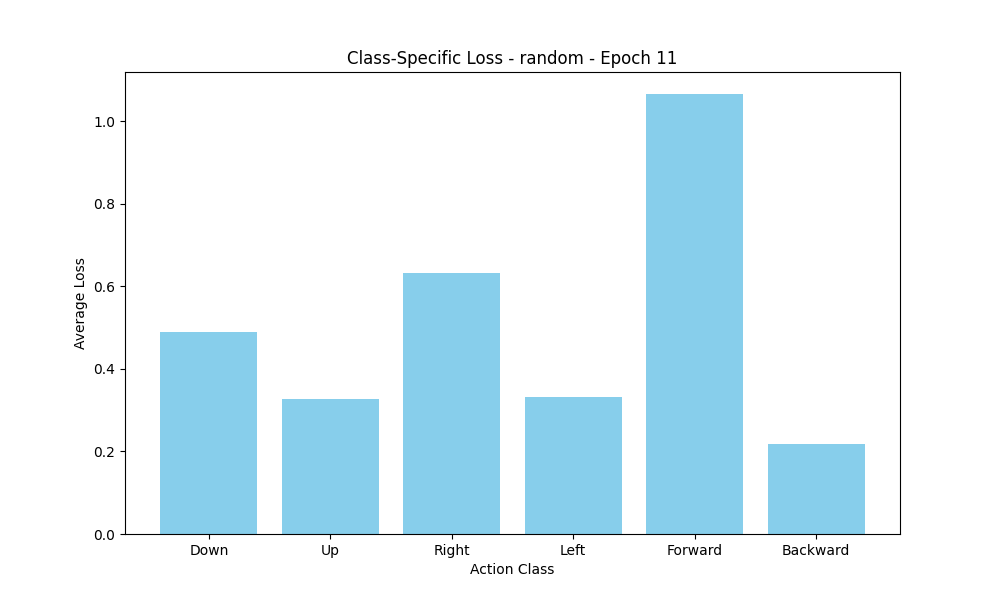 Class-Specific Loss - random - Epoch 11
Average Loss
1.0
0.8
0.6
0.4
0.2
0.0
Down Up Right Left Forward Backward
Action Class